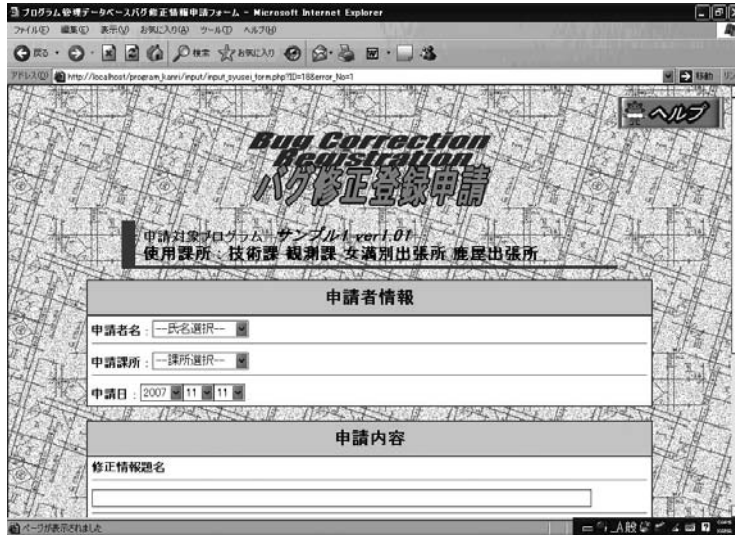 プログラム管理データベースバグ修正情報申請フォーム - Microsoft Internet Explorer
ファイル(F) 編集(E) 表示(V) お気に入り(A) ツール(T) ヘルプ(H)
戻る 検索 お気に入り
アドレス(D) http://localhost/program_kanri/input/input_syusei_form.php?ID=16&error_No=1 移動
ヘルプ
Bug Correction
Registration
バグ修正登録申請
申請対象プログラム:サンプル1 ver1.01
使用課所:技術課 観測課 女満別出張所 鹿屋出張所
申請者情報
申請者名 : --氏名選択--
申請課所 : --課所選択--
申請日 : 2007 11 11
申請内容
修正情報題名
ページが表示されました
A般